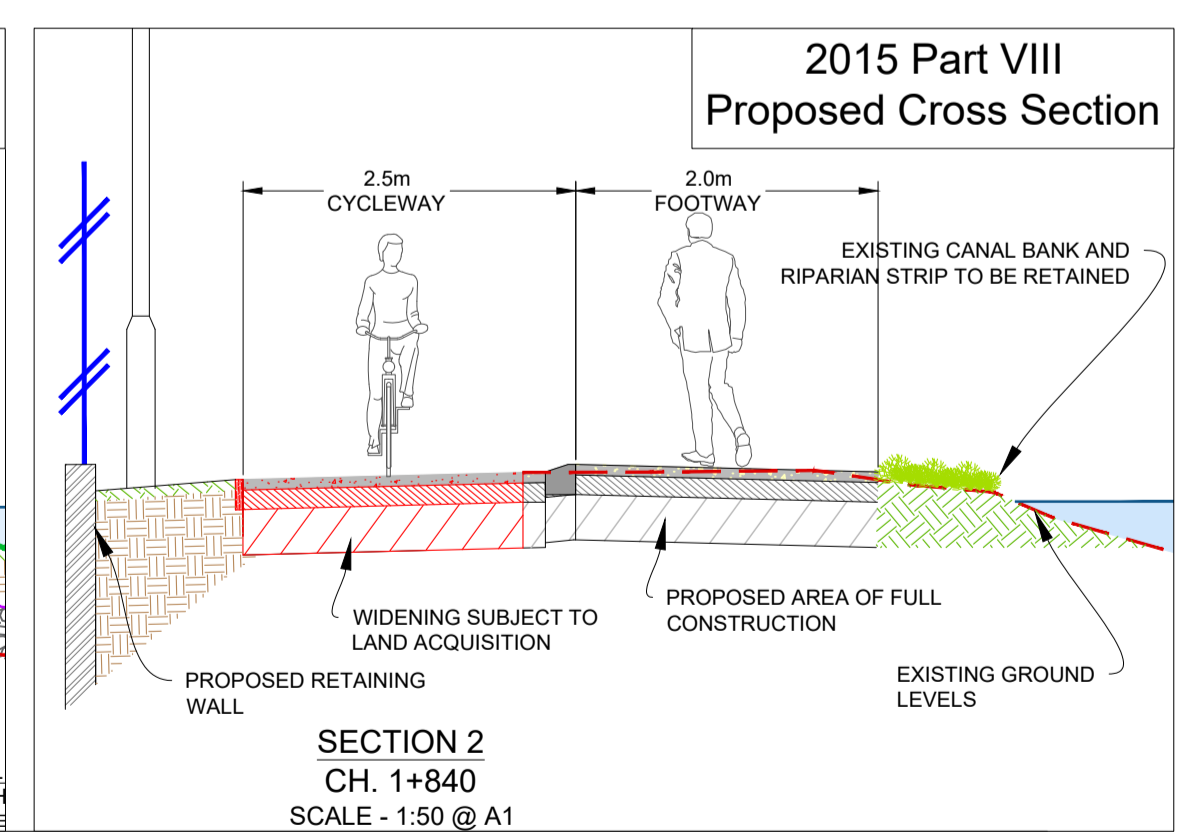 2015 Part VIII
Proposed Cross Section
2.5m
CYCLEWAY
2.0m
FOOTWAY
EXISTING CANAL BANK AND
RIPARIAN STRIP TO BE RETAINED
WIDENING SUBJECT TO
LAND ACQUISITION
PROPOSED AREA OF FULL
CONSTRUCTION
PROPOSED RETAINING
WALL
EXISTING GROUND
LEVELS
SECTION 2
CH. 1+840
SCALE - 1:50 @ A1